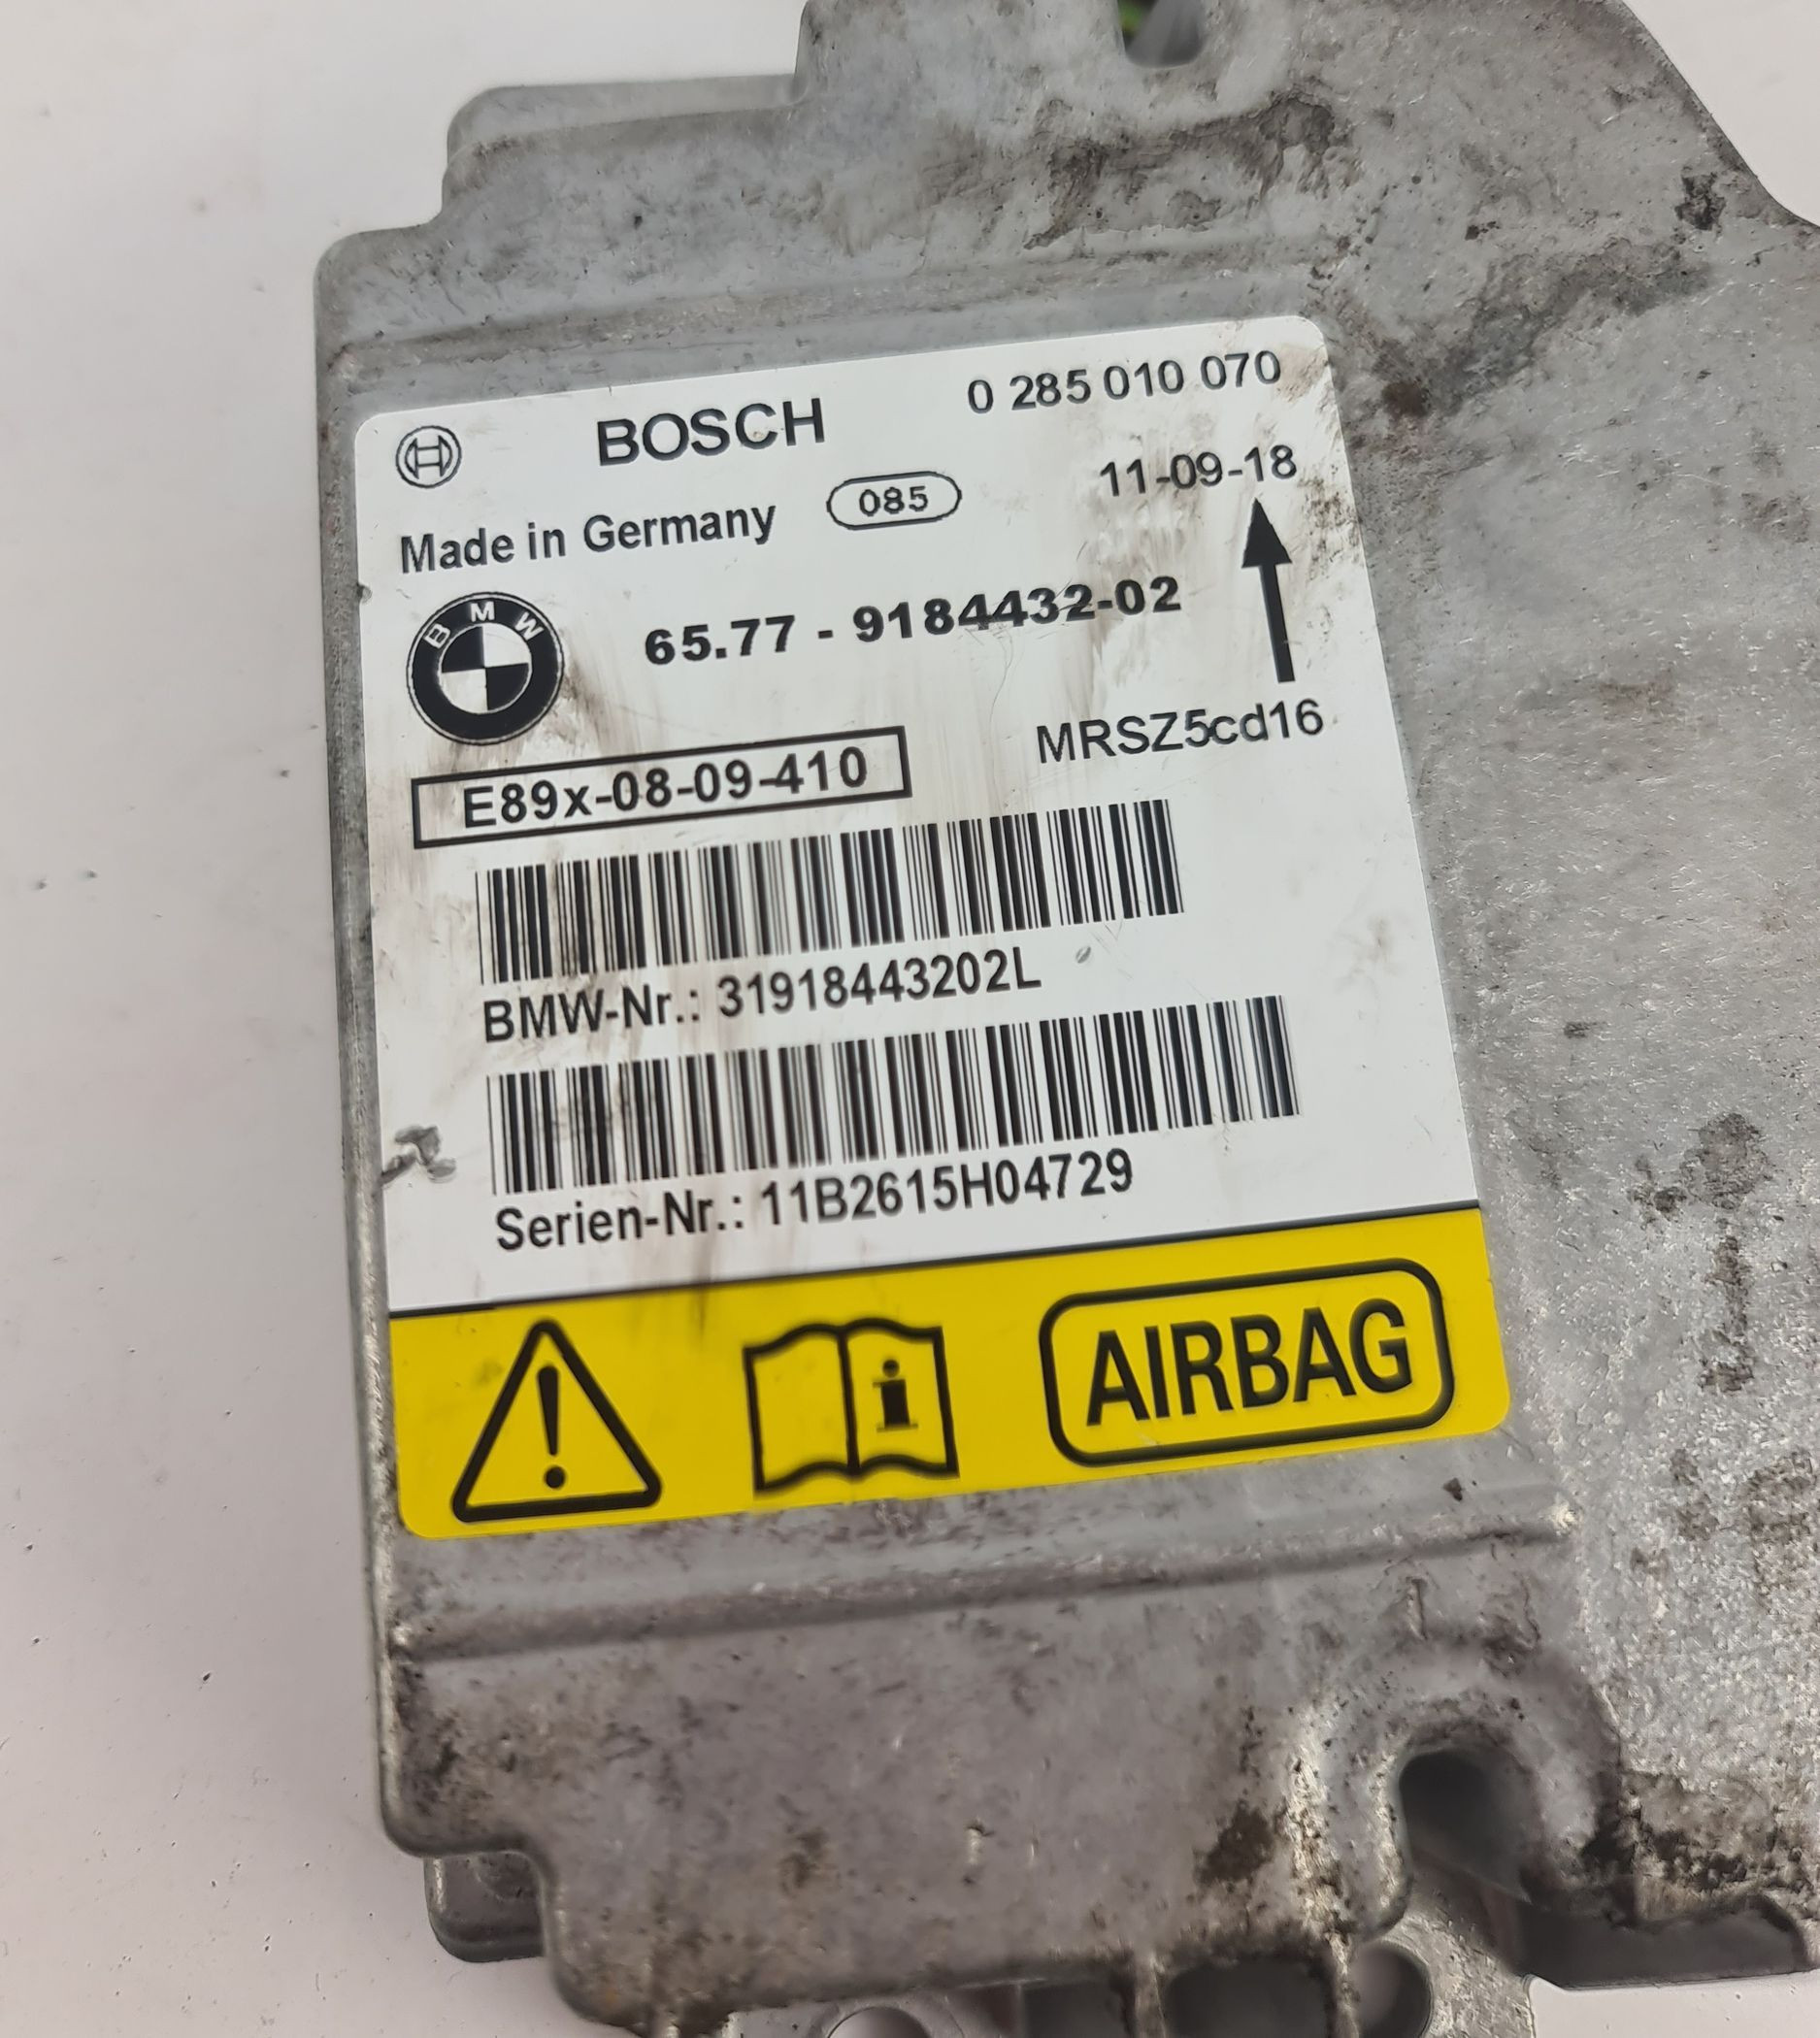 BOSCH 0 285 010 070
Made in Germany 085 11-09-18
BMW 65.77 - 9184432-02
E89x-08-09-410 MRSZ5cd16
BMW-Nr.: 31918443202L
Serien-Nr.: 11B2615H04729
AIRBAG